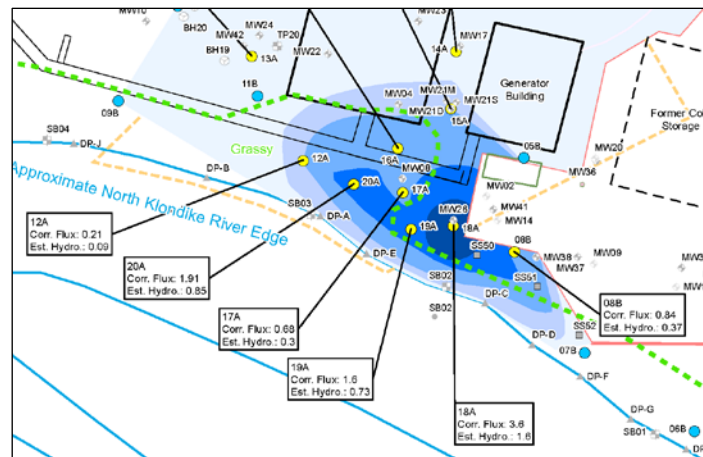 MW10
BH20
MW24
MW42
TP20
BH19
13A
MW22
MW23
MW17
14A
Generator
Building
11B
09B
MW04
MW21M
MW21D
MW21S
15A
Former Co
Storage
SB04
DP-J
Grassy
12A
16A
05B
MW20
MW36
MW08
DP-B
20A
17A
MW02
MW41
MW14
Approximate North Klondike River Edge
SB03
DP-A
19A
MW26
18A
12A
Corr. Flux: 0.21
Est. Hydro.: 0.09
DP-E
SS50
08B
MW38
MW09
MW37
MW3
SB02
SS51
20A
Corr. Flux: 1.91
Est. Hydro.: 0.85
DP-C
SB02
08B
Corr. Flux: 0.84
Est. Hydro.: 0.37
17A
Corr. Flux: 0.68
Est. Hydro.: 0.3
SS52
DP-D
07B
19A
Corr. Flux: 1.6
Est. Hydro.: 0.73
DP-F
18A
Corr. Flux: 3.6
Est. Hydro.: 1.6
DP-G
SB01
06B
DP-